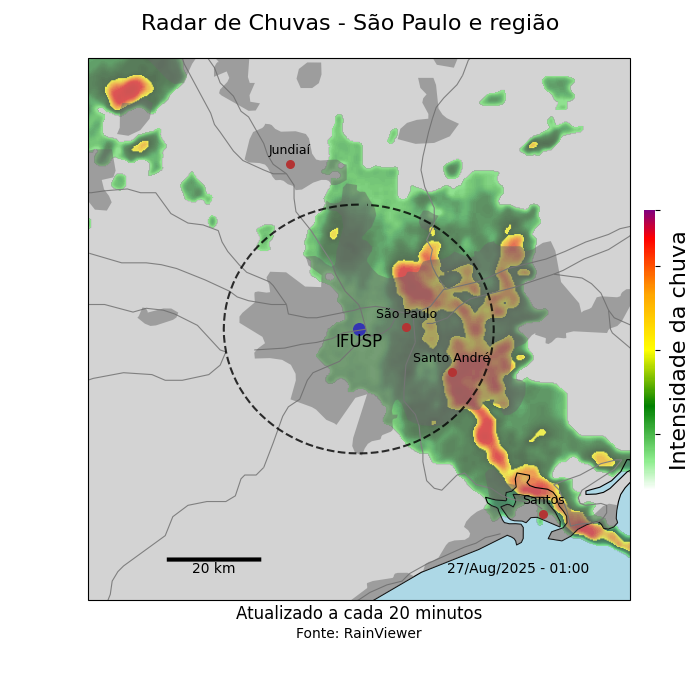 Radar de Chuvas - São Paulo e região
Jundiaí
São Paulo
IFUSP
Santo André
Santos
20 km
27/Aug/2025 - 01:00
Intensidade da chuva
Atualizado a cada 20 minutos
Fonte: RainViewer